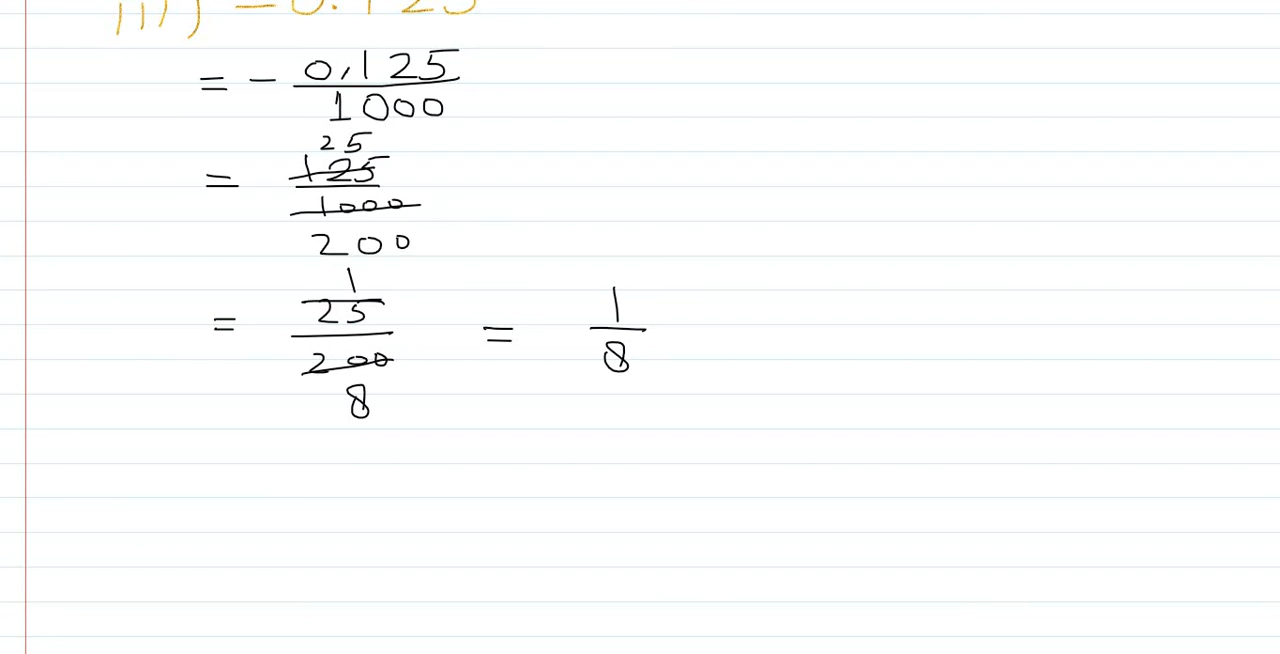 iii) - 0.125
= - 0,125
1000
25
= 125
1000
200
1
= 25 = 1
200 8
8